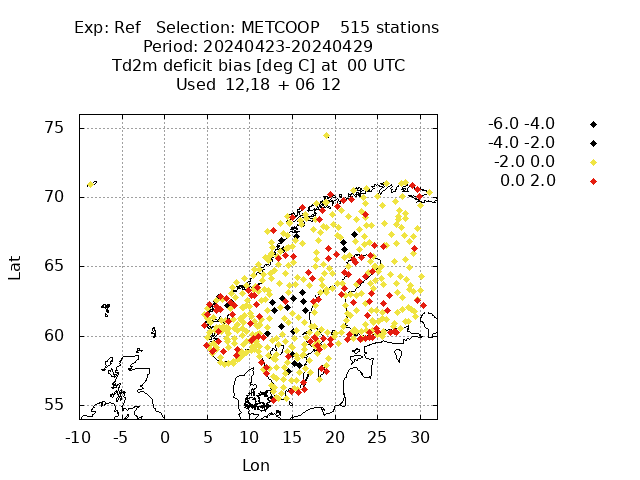 Exp: Ref   Selection: METCOOP    515 stations
Period: 20240423-20240429
Td2m deficit bias [deg C] at  00 UTC
Used  12,18  + 06 12
-6.0 -4.0
-4.0 -2.0
-2.0 0.0
0.0 2.0
75
70
65
60
55
Lat
-10 -5 0 5 10 15 20 25 30
Lon